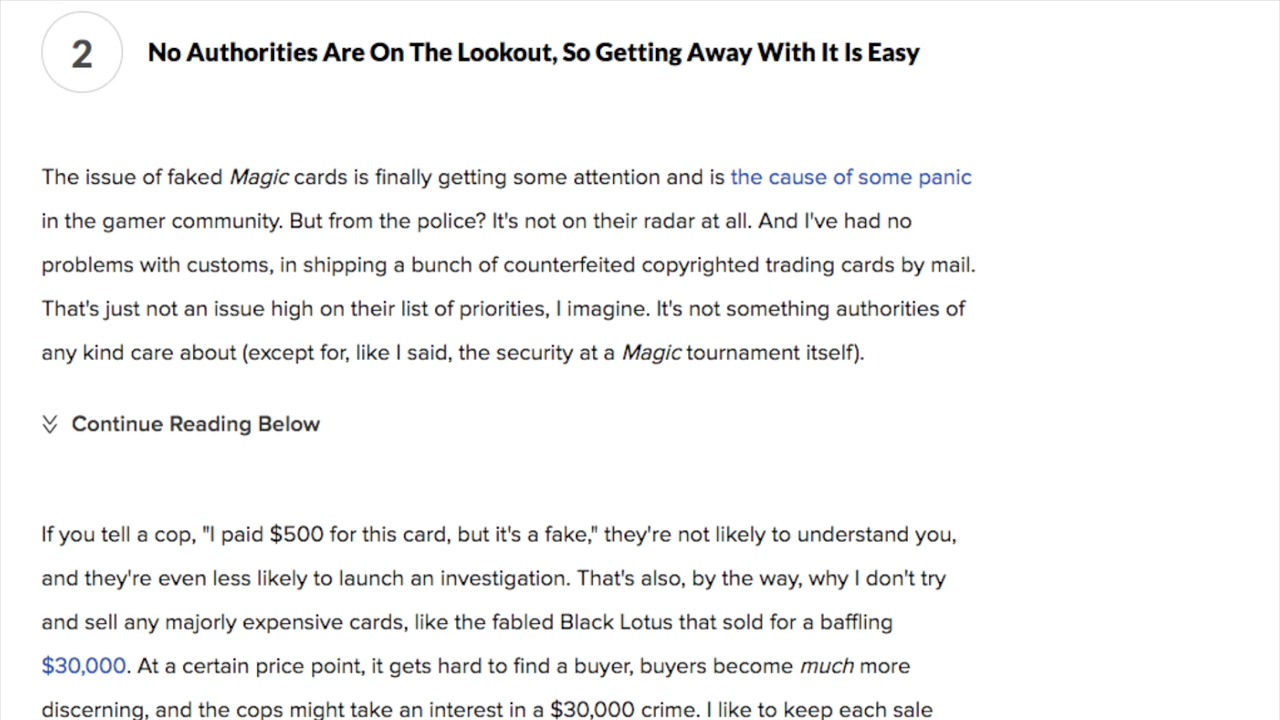 2
No Authorities Are On The Lookout, So Getting Away With It Is Easy
The issue of faked Magic cards is finally getting some attention and is the cause of some panic
in the gamer community. But from the police? It's not on their radar at all. And I've had no
problems with customs, in shipping a bunch of counterfeited copyrighted trading cards by mail.
That's just not an issue high on their list of priorities, I imagine. It's not something authorities of
any kind care about (except for, like I said, the security at a Magic tournament itself).
Continue Reading Below
If you tell a cop, "I paid $500 for this card, but it's a fake," they're not likely to understand you,
and they're even less likely to launch an investigation. That's also, by the way, why I don't try
and sell any majorly expensive cards, like the fabled Black Lotus that sold for a baffling
$30,000. At a certain price point, it gets hard to find a buyer, buyers become much more
discerning, and the cops might take an interest in a $30,000 crime. I like to keep each sale